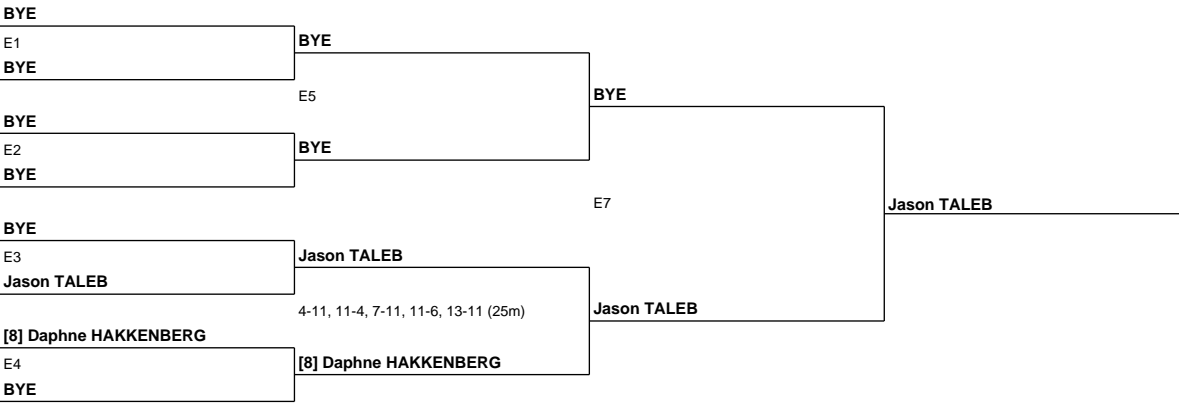 BYE
E1
BYE
BYE
E5
BYE
BYE
E2
BYE
BYE
E7
Jason TALEB
BYE
E3
Jason TALEB
Jason TALEB
4-11, 11-4, 7-11, 11-6, 13-11 (25m)
Jason TALEB
[8] Daphne HAKKENBERG
E4
[8] Daphne HAKKENBERG
BYE